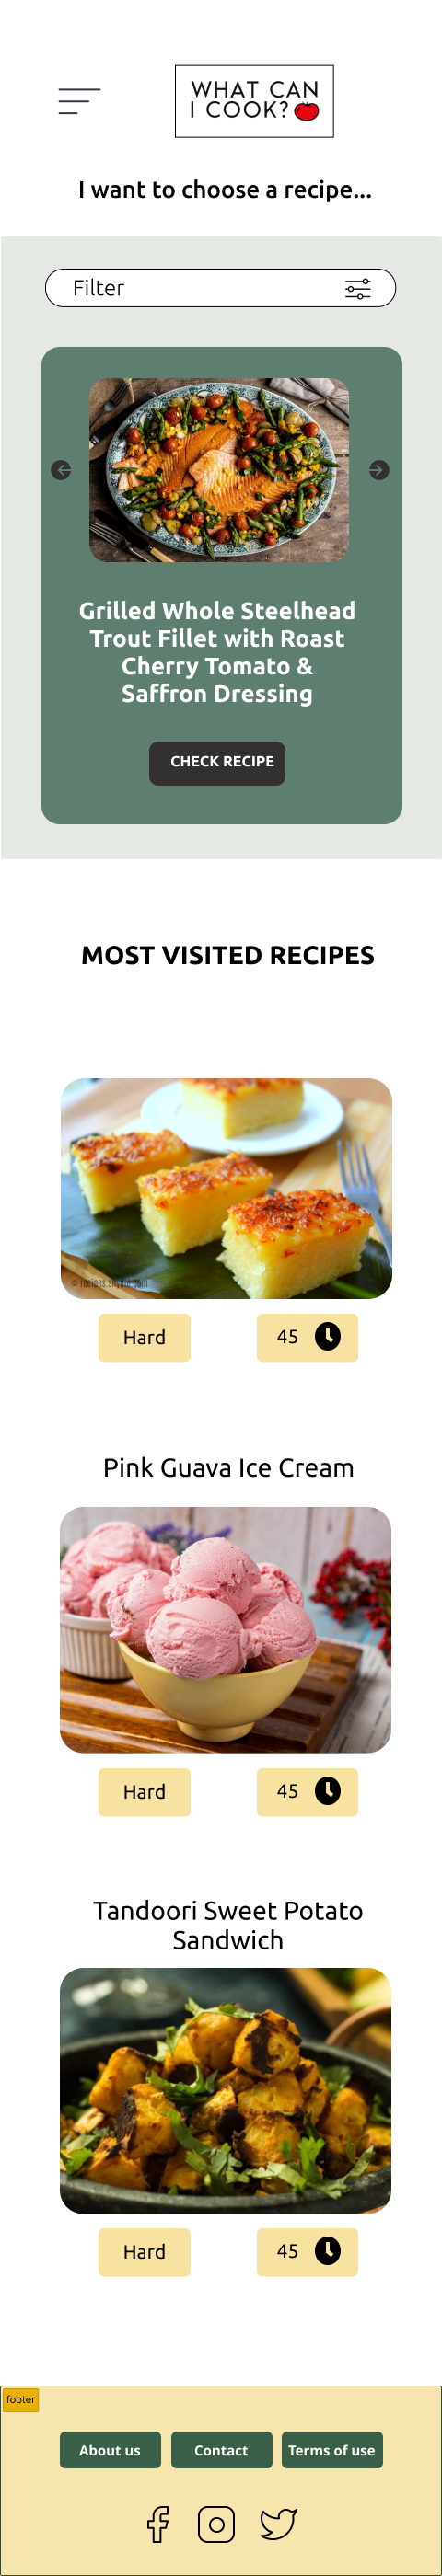 WHAT CAN
I COOK?
I want to choose a recipe...
Filter
Grilled Whole Steelhead
Trout Fillet with Roast
Cherry Tomato &
Saffron Dressing
CHECK RECIPE
MOST VISITED RECIPES
Hard
45
Pink Guava Ice Cream
Hard
45
Tandoori Sweet Potato
Sandwich
Hard
45
footer
About us
Contact
Terms of use